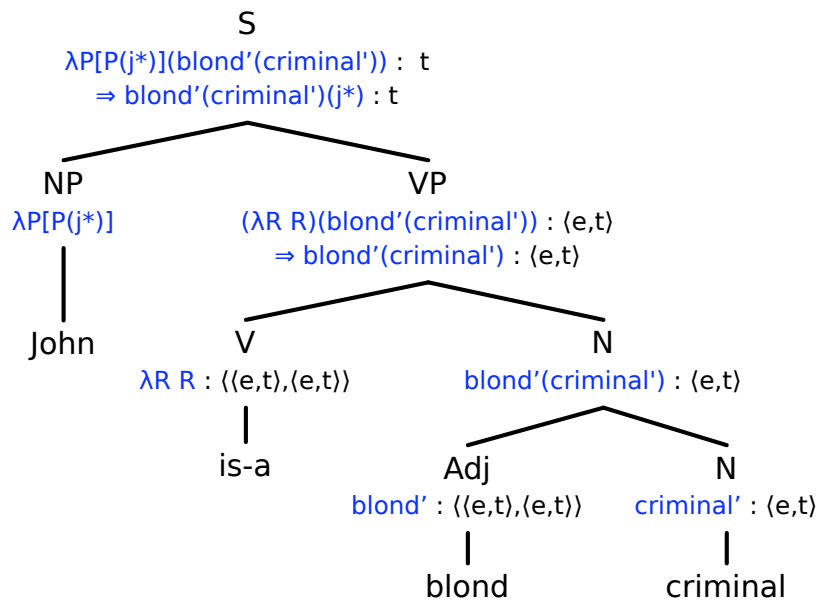 S
λP[P(j*)](blond’(criminal')) : t
⇒ blond’(criminal')(j*) : t
NP VP
λP[P(j*)] (λR R)(blond’(criminal')) : ⟨e,t⟩
⇒ blond’(criminal') : ⟨e,t⟩
John V N
λR R : ⟨⟨e,t⟩,⟨e,t⟩⟩ blond’(criminal') : ⟨e,t⟩
is-a Adj N
blond’ : ⟨⟨e,t⟩,⟨e,t⟩⟩ criminal’ : ⟨e,t⟩
blond criminal